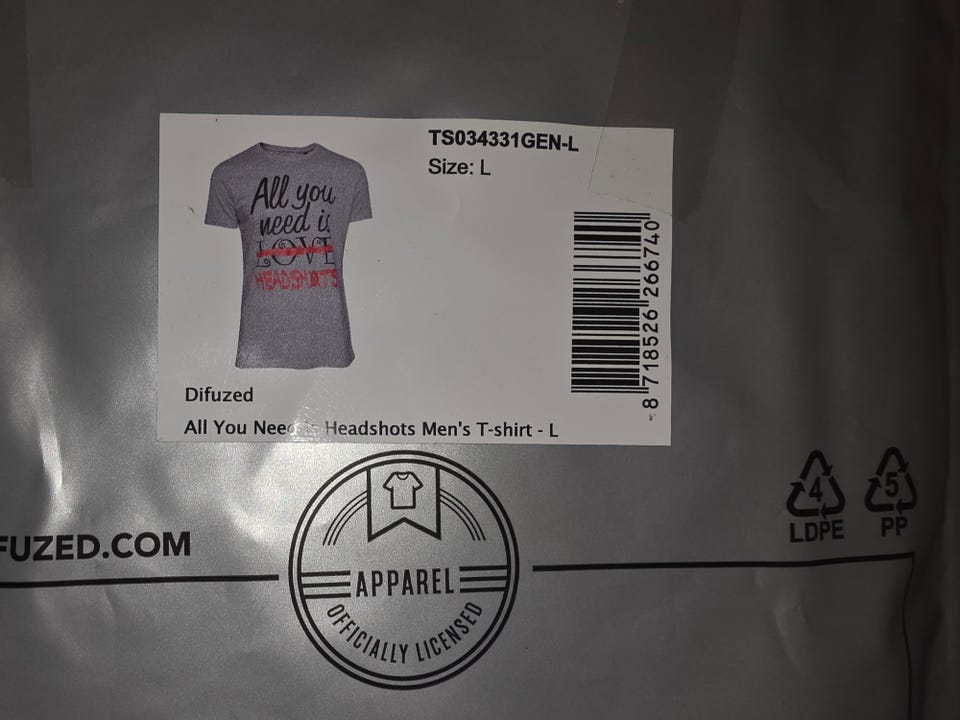 TS034331GEN-L
Size: L
All you
need is
LOVE
HEADSHOTS
8 718526 266740
Difuzed
All You Need is Headshots Men's T-shirt - L
FUZED.COM
APPAREL
OFFICIALLY LICENSED
4
LDPE
5
PP